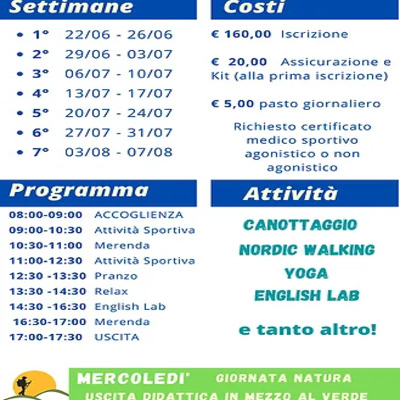 Settimane
• 1° 22/06 - 26/06
• 2° 29/06 - 03/07
• 3° 06/07 - 10/07
• 4° 13/07 - 17/07
• 5° 20/07 - 24/07
• 6° 27/07 - 31/07
• 7° 03/08 - 07/08
Costi
€ 160,00 Iscrizione
€ 20,00 Assicurazione e
Kit (alla prima iscrizione)
€ 5,00 pasto giornaliero
Richiesto certificato
medico sportivo
agonistico o non
agonistico
Programma
08:00-09:00 ACCOGLIENZA
09:00-10:30 Attività Sportiva
10:30-11:00 Merenda
11:00-12:30 Attività Sportiva
12:30 -13:30 Pranzo
13:30 -14:30 Relax
14:30 -16:30 English Lab
16:30-17:00 Merenda
17:00-17:30 USCITA
Attività
CANOTTAGGIO
NORDIC WALKING
YOGA
ENGLISH LAB
e tanto altro!
MERCOLEDI' GIORNATA NATURA
USCITA DIDATTICA IN MEZZO AL VERDE